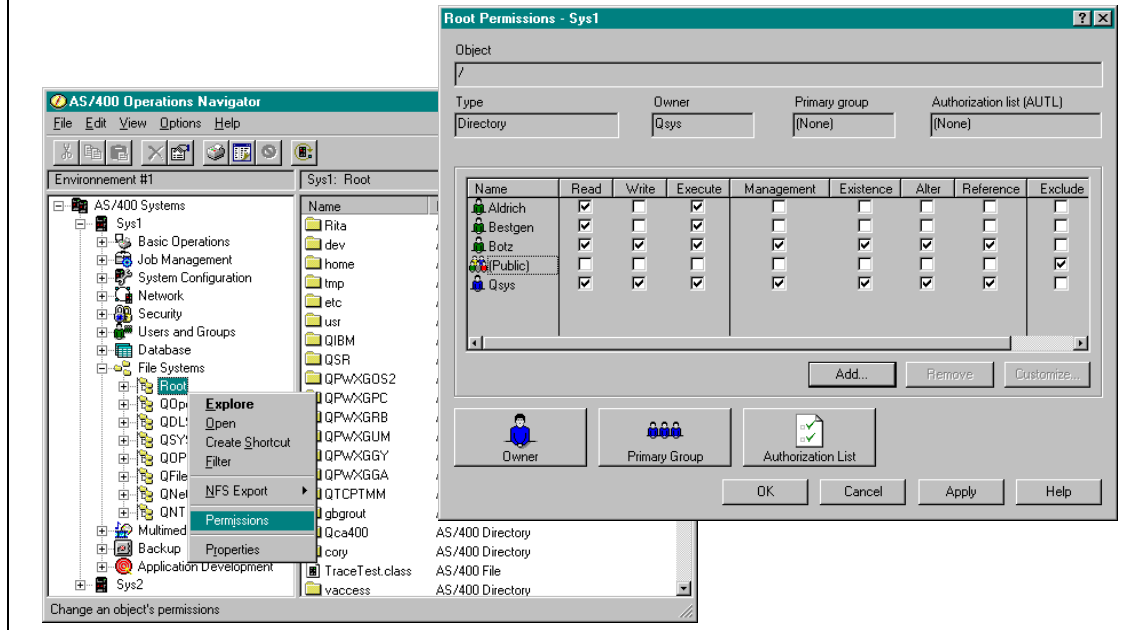 Root Permissions - Sys1
Object
/
Type Owner Primary group Authorization list (AUTL)
Directory Qsys (None) (None)
Name Read Write Execute Management Existence Alter Reference Exclude
Aldrich
Bestgen
Botz
(Public)
Qsys
Add... Remove Customize...
Owner Primary Group Authorization List
OK Cancel Apply Help
AS/400 Operations Navigator
File Edit View Options Help
Environnement #1 Sys1: Root
AS/400 Systems
Sys1
Basic Operations
Job Management
System Configuration
Network
Security
Users and Groups
Database
File Systems
Root
QDLS
QSYS
QOP
QFile
QNet
QNT
Multimed
Backup
Application Development
Sys2
Explore
Open
Create Shortcut
Filter
NFS Export
Permissions
Properties
Name
Rita
dev
home
tmp
etc
usr
QIBM
QSR
QPWXGOS2
QPWXGPC
QPWXGRB
QPWXGUM
QPWXGGY
QPWXGGA
QTCPTMM
gbgrout
Qca400 AS/400 Directory
cory AS/400 Directory
TraceTest.class AS/400 File
vaccess AS/400 Directory
Change an object's permissions